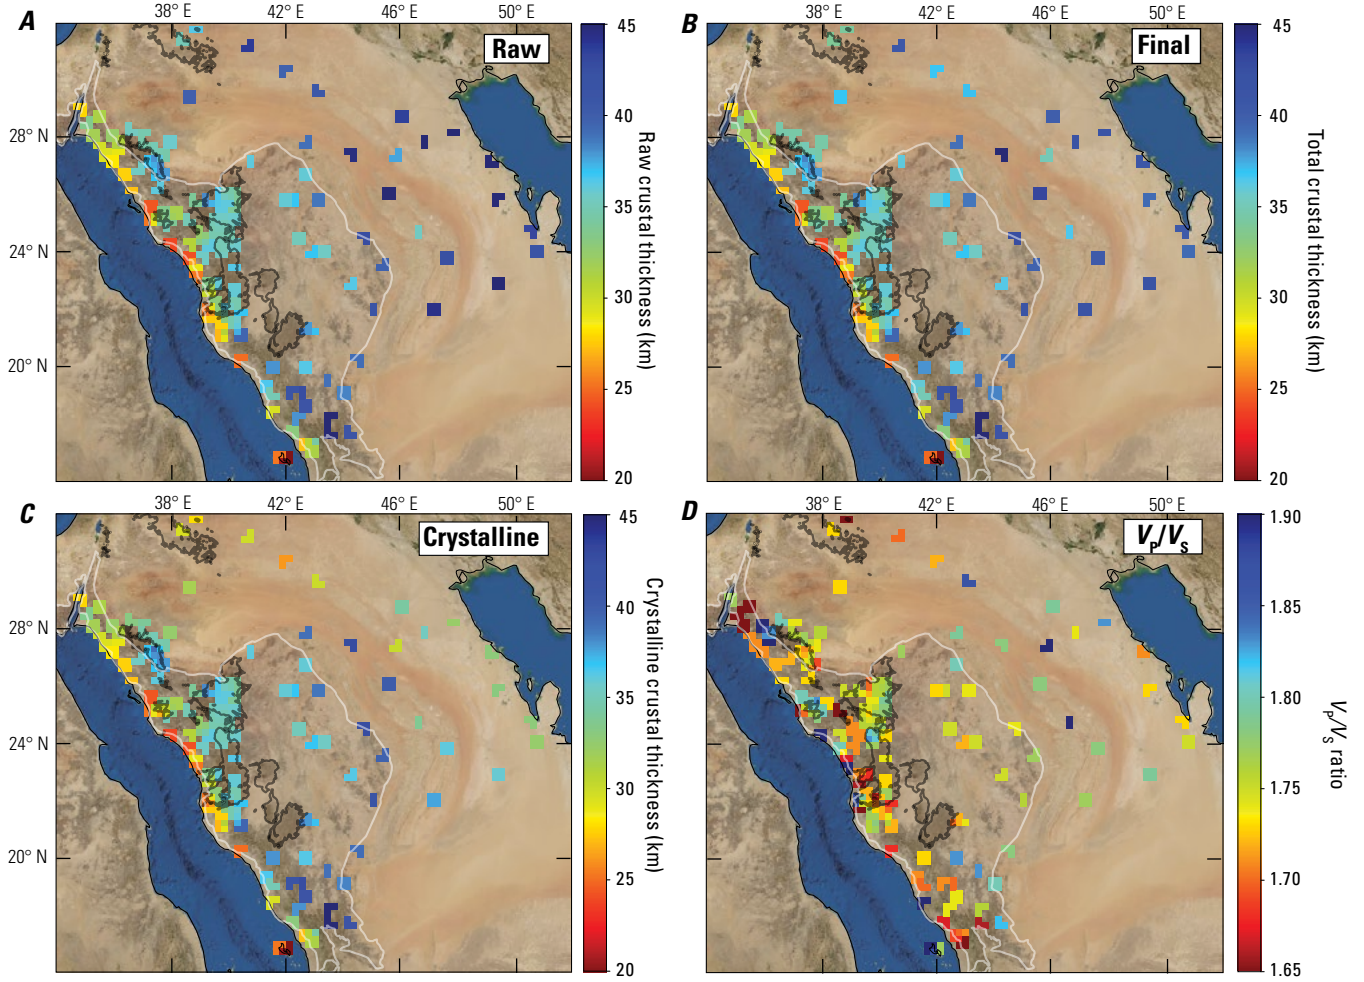 A
38° E
42° E
46° E
50° E
Raw
28° N
24° N
20° N
45
40
35
30
25
20
Raw crustal thickness (km)
B
38° E
42° E
46° E
50° E
Final
45
40
35
30
25
20
Total crustal thickness (km)
C
38° E
42° E
46° E
50° E
Crystalline
28° N
24° N
20° N
45
40
35
30
25
20
Crystalline crustal thickness (km)
D
38° E
42° E
46° E
50° E
VP/VS
1.90
1.85
1.80
1.75
1.70
1.65
VP/VS ratio